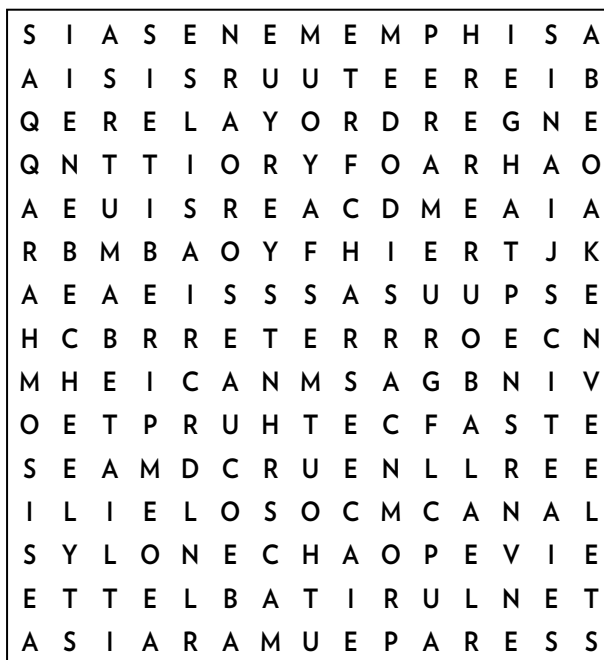 S I A S E N E M E M P H I S A
A I S I S R U U T E E R E I B
Q E R E L A Y O R D R E G N E
Q N T T I O R Y F O A R H A O
A E U I S R E A C D M E A I A
R B M B A O Y F H I E R T J K
A E A E I S S S A S U U P S E
H C B R R E T E R R R O E C N
M H E I C A N M S A G B N I V
O E T P R U H T E C F A S T E
S E A M D C R U E N L L R E E
I L I E L O S O C M C A N A L
S Y L O N E C H A O P E V I E
E T T E L B A T I R U L N E T
A S I A R A M U E P A R E S S